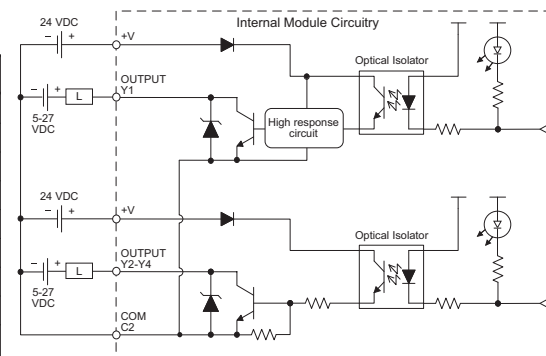 24 VDC
Internal Module Circuitry
- +
+V
Optical Isolator
OUTPUT
Y1
- +
L
5-27
VDC
High response
circuit
24 VDC
- +
+V
Optical Isolator
OUTPUT
Y2-Y4
- +
L
5-27
VDC
COM
C2